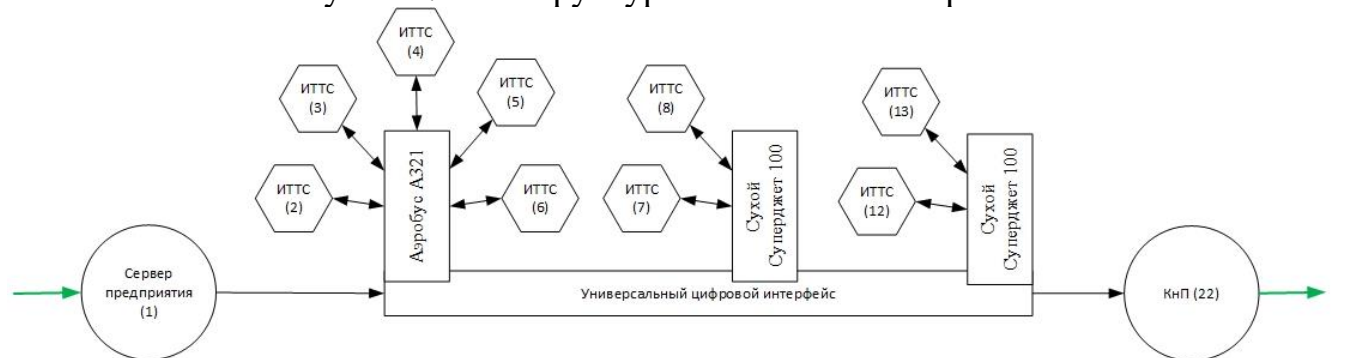 ИТТС
(4)
ИТТС
(3)
ИТТС
(5)
ИТТС
(8)
ИТТС
(13)
ИТТС
(2)
Аэробус А321
ИТТС
(6)
ИТТС
(7)
Сухой
Суперджет 100
ИТТС
(12)
Сухой
Суперджет 100
Сервер
предприятия
(1)
Универсальный цифровой интерфейс
КнП (22)